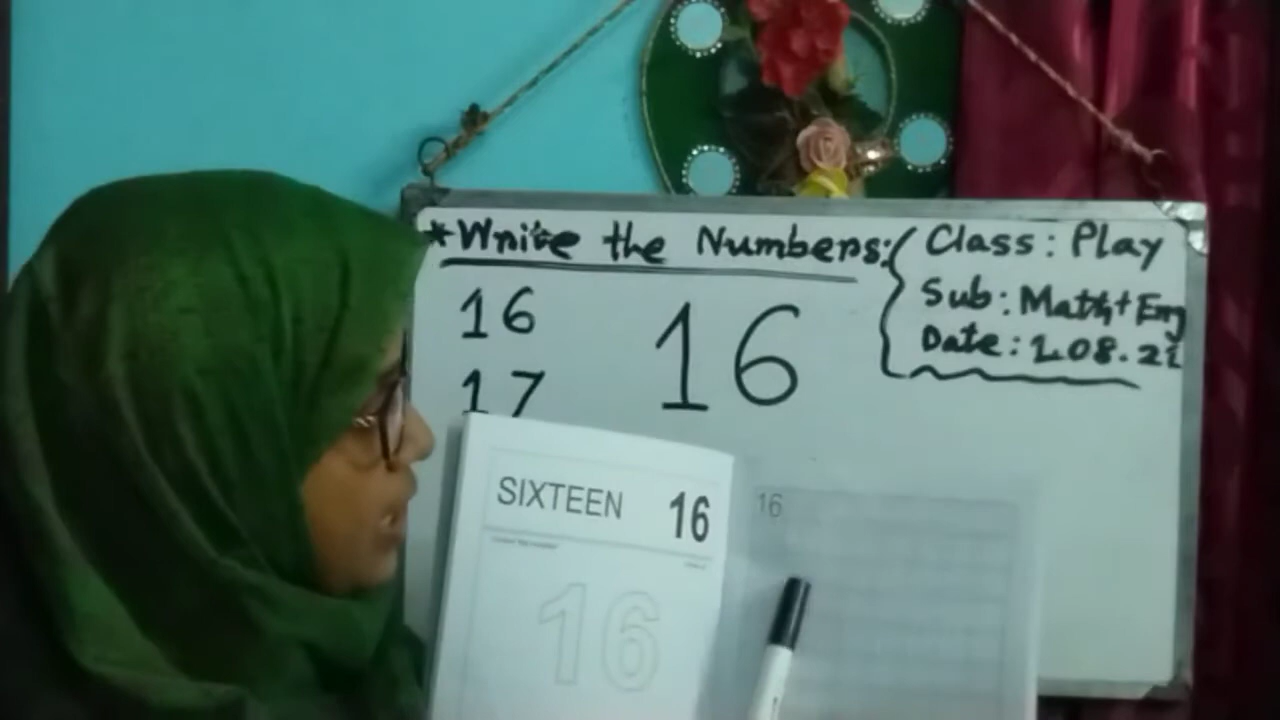 *Write the Numbers:
Class: Play
Sub: Math+Eng
Date: 1.08.21
16
16
17
SIXTEEN 16
16
16